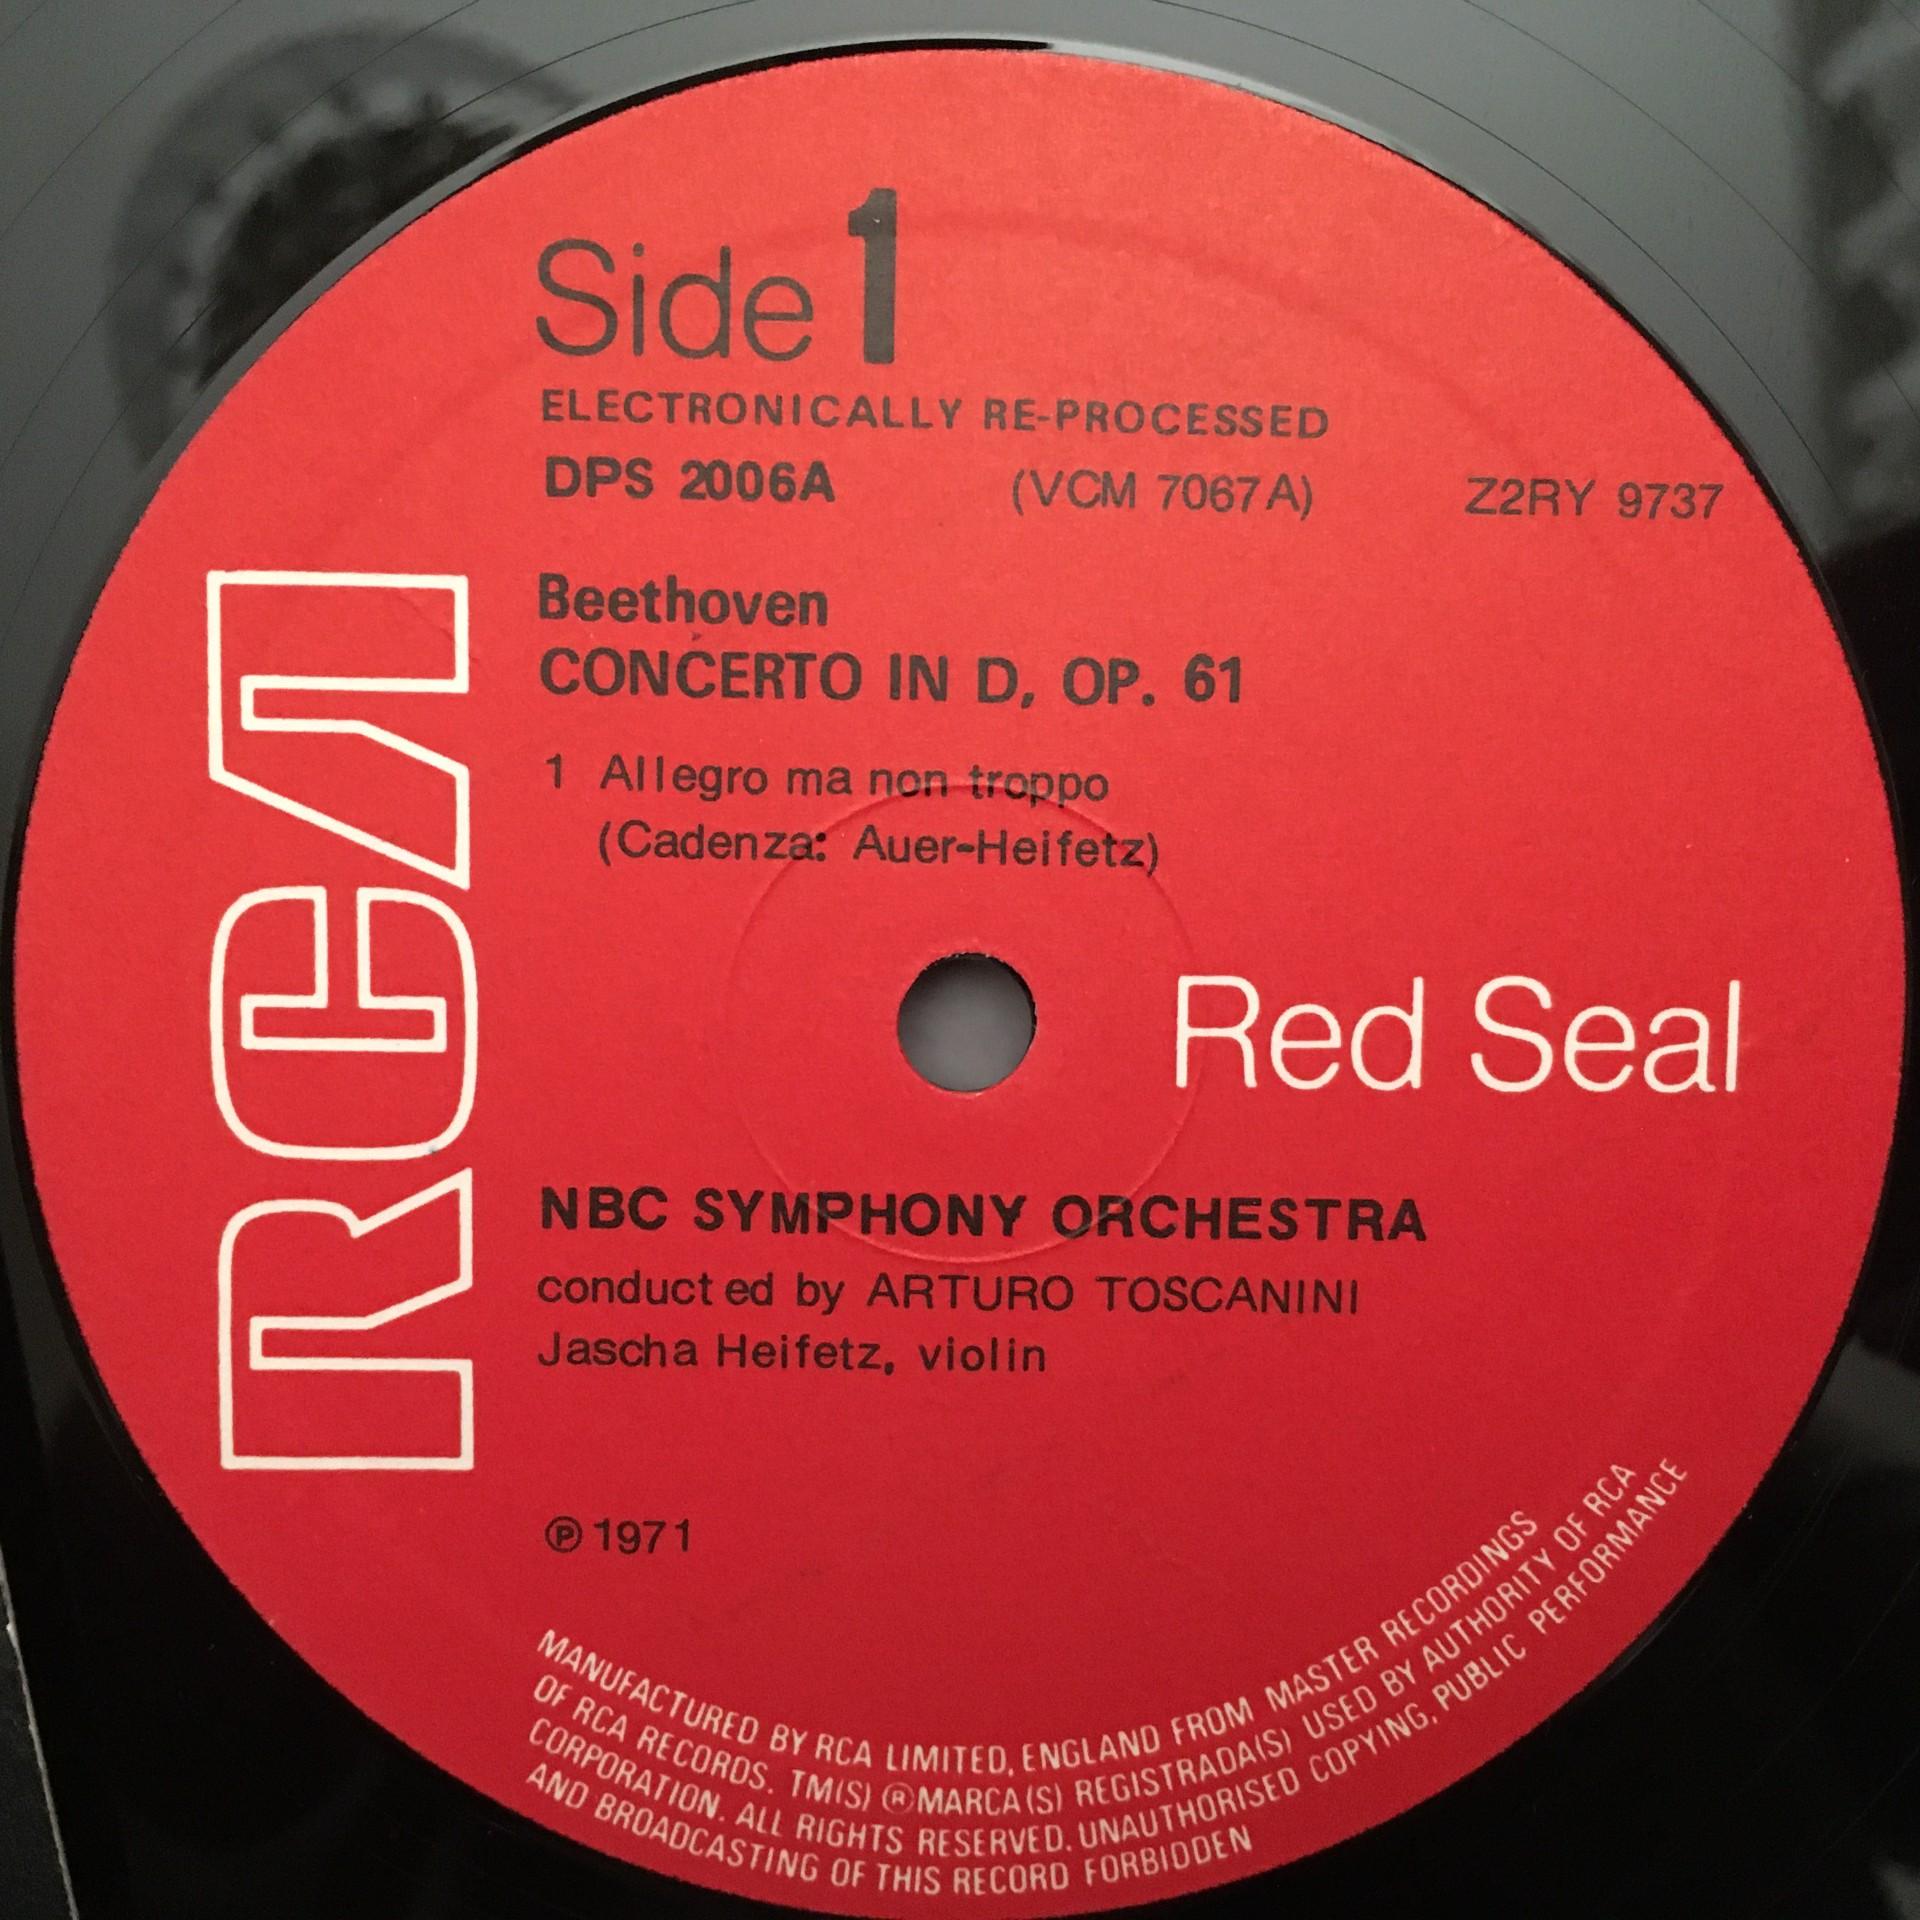 Side 1
ELECTRONICALLY RE-PROCESSED
DPS 2006A (VCM 7067A) Z2RY 9737
Beethoven
CONCERTO IN D, OP. 61
1 Allegro ma non troppo
(Cadenza: Auer-Heifetz)
RCA
Red Seal
NBC SYMPHONY ORCHESTRA
conducted by ARTURO TOSCANINI
Jascha Heifetz, violin
℗ 1971
MANUFACTURED BY RCA LIMITED, ENGLAND FROM MASTER RECORDINGS
OF RCA RECORDS. TM(S) ® MARCA(S) REGISTRADA(S) USED BY AUTHORITY OF RCA
CORPORATION. ALL RIGHTS RESERVED. UNAUTHORISED COPYING, PUBLIC PERFORMANCE
AND BROADCASTING OF THIS RECORD FORBIDDEN